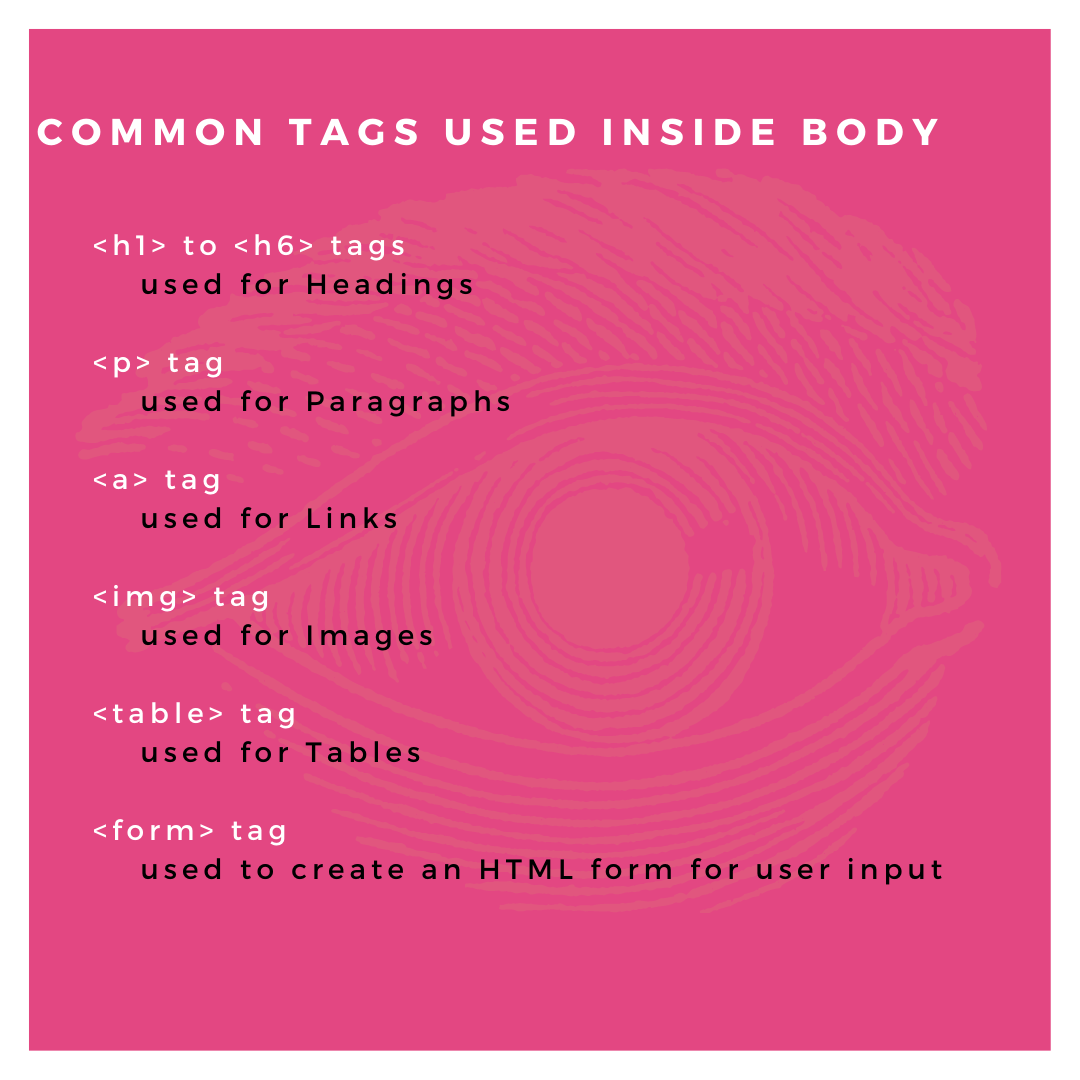 COMMON TAGS USED INSIDE BODY
<h1> to <h6> tags
used for Headings
<p> tag
used for Paragraphs
<a> tag
used for Links
<img> tag
used for Images
<table> tag
used for Tables
<form> tag
used to create an HTML form for user input